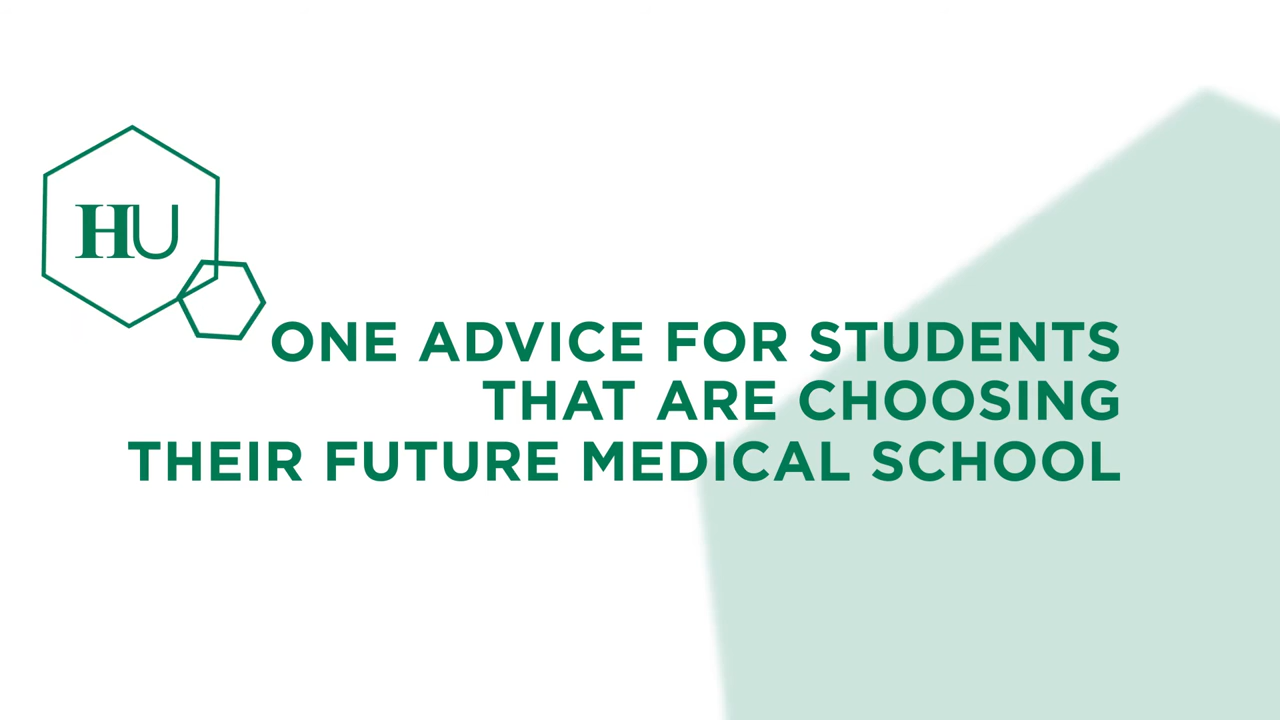 HU
ONE ADVICE FOR STUDENTS
THAT ARE CHOOSING
THEIR FUTURE MEDICAL SCHOOL